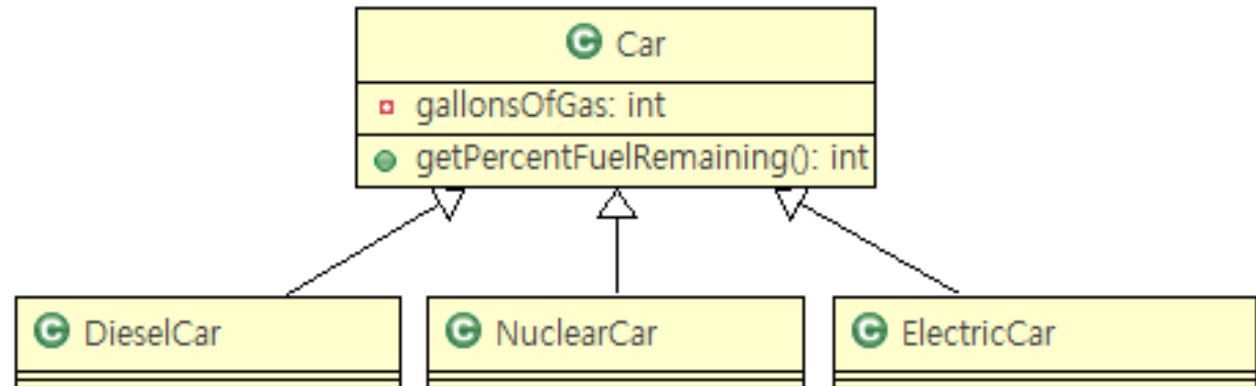 C Car
gallonsOfGas: int
getPercentFuelRemaining(): int
C DieselCar
C NuclearCar
C ElectricCar